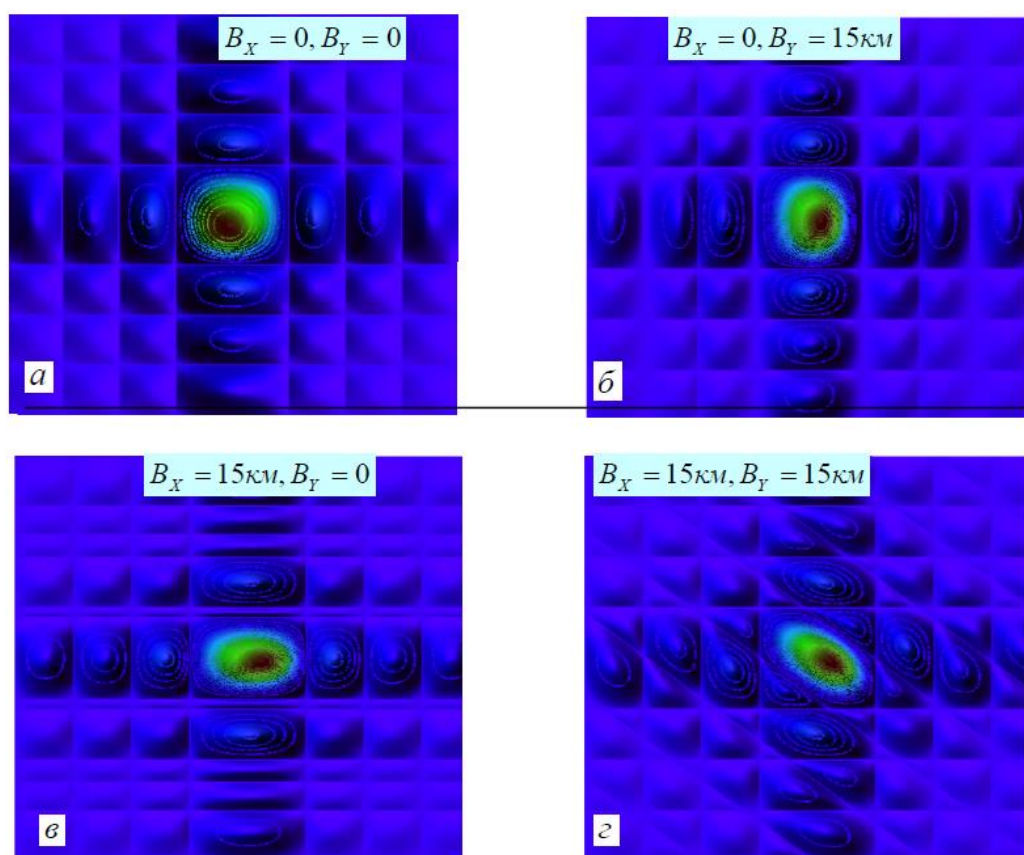 B_X = 0, B_Y = 0
B_X = 0, B_Y = 15км
а
б
B_X = 15км, B_Y = 0
B_X = 15км, B_Y = 15км
в
г